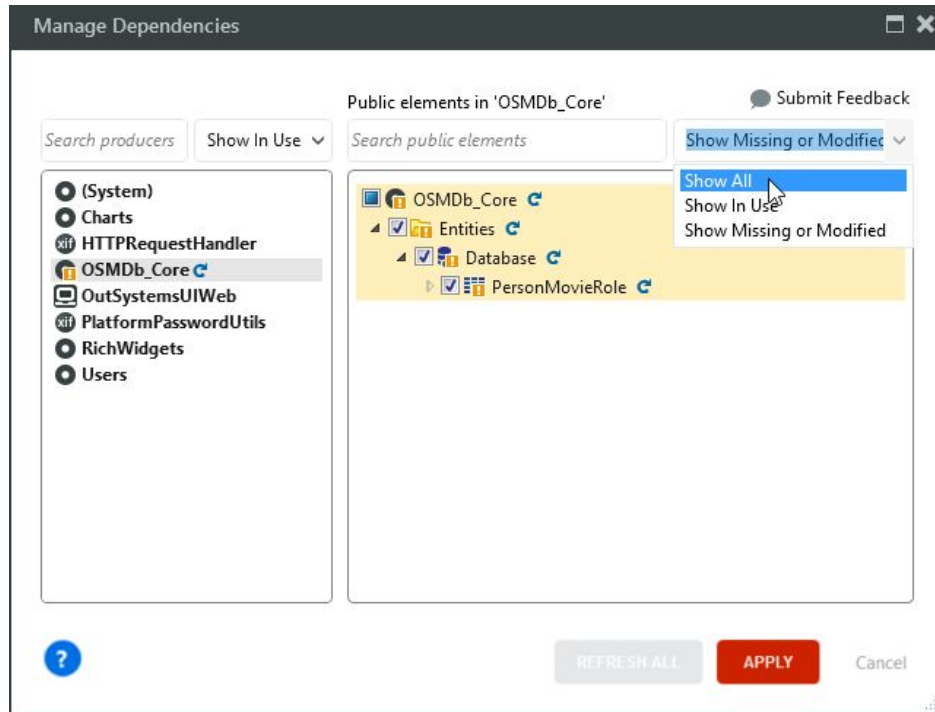 Manage Dependencies
Public elements in 'OSMDb_Core'
Submit Feedback
Search producers
Show In Use
Search public elements
Show Missing or Modified
(System)
Charts
xif HTTPRequestHandler
OSMDb_Core
OutSystemsUIWeb
xif PlatformPasswordUtils
RichWidgets
Users
OSMDb_Core
Entities
Database
PersonMovieRole
Show All
Show In Use
Show Missing or Modified
?
REFRESH ALL
APPLY
Cancel